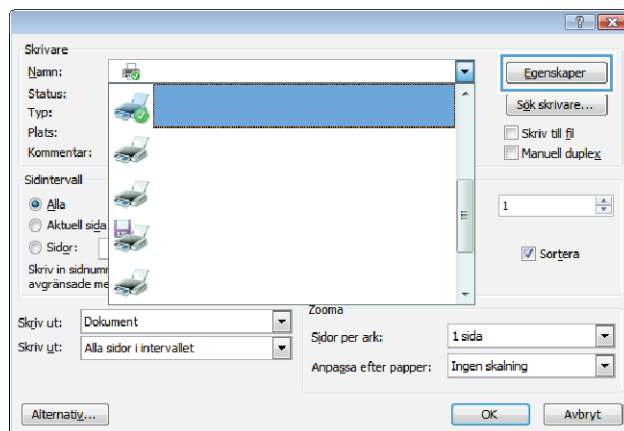 Skrivare
Namn:
Egenskaper
Status:
Sök skrivare...
Typ:
Plats:
Skriv till fil
Kommentar:
Manuell duplex
Sidintervall
Alla
1
Aktuell sida
Sidor:
Sortera
Skriv in
avgränsade
Zooma
Skriv ut: Dokument
Sidor per ark: 1 sida
Skriv ut: Alla sidor i intervallet
Anpassa efter papper: Ingen skalning
Alternativ...
OK
Avbryt